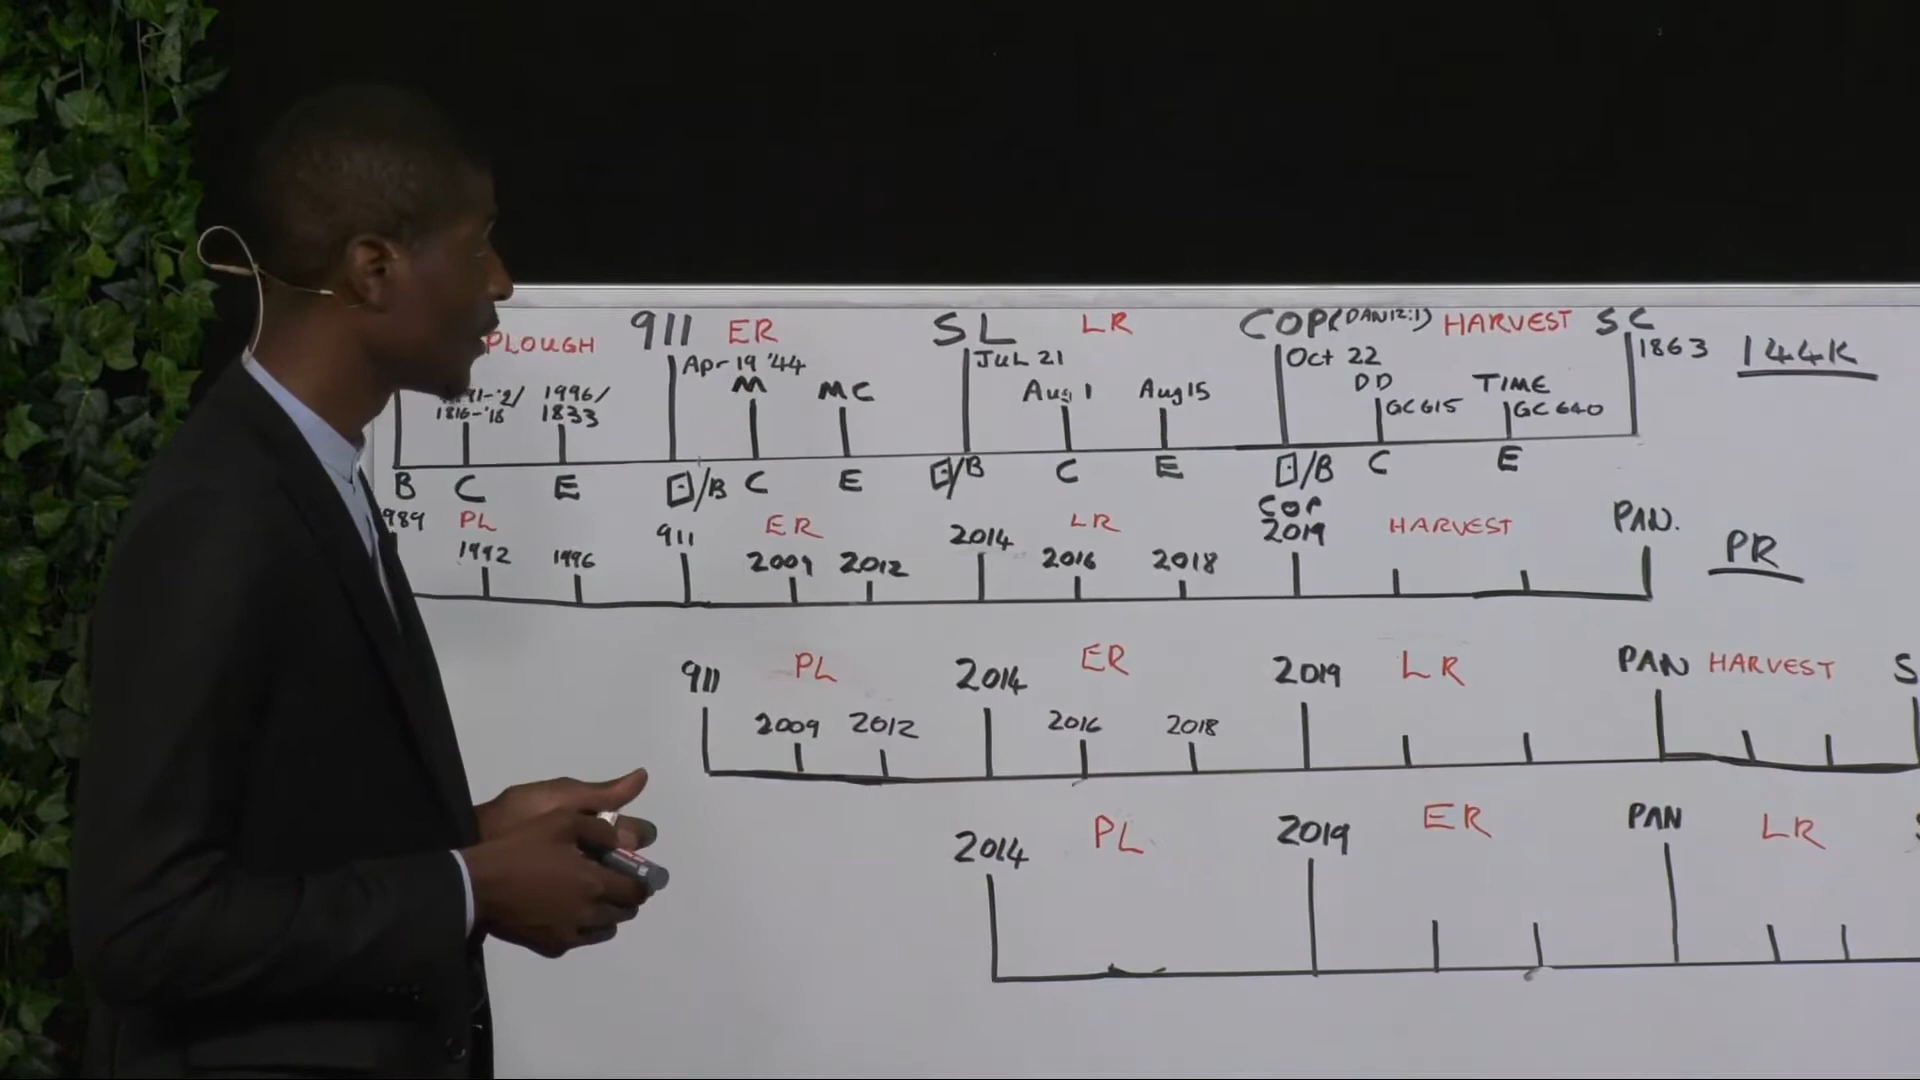 PLOUGH 911 ER SL LR COP(DAN12:1) HARVEST SC
Apr 19 '44 JUL 21 Oct 22 1863 144K
1996/ M MC Aug 1 Aug 15 DD TIME
1816-'18 1833 GC 615 GC 640
B C E ⊡/B C E ⊡/B C E ⊡/B C E
989 PL 911 ER 2014 LR COP 2019 HARVEST PAN. PR
1992 1996 2009 2012 2016 2018
911 PL 2014 ER 2019 LR PAN HARVEST S
2009 2012 2016 2018
2014 PL 2019 ER PAN LR